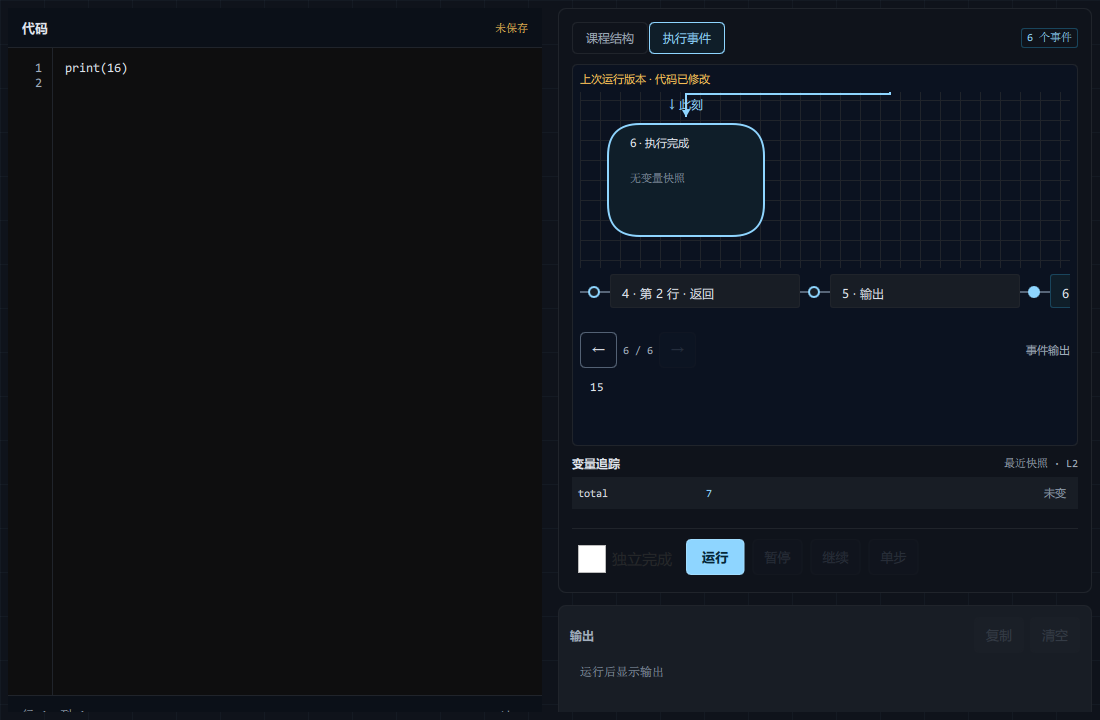 代码
未保存
1 print(16)
2
课程结构
执行事件
6 个事件
上次运行版本 · 代码已修改
↓ 此刻
6 · 执行完成
无变量快照
4 · 第 2 行 · 返回
5 · 输出
6
← 6 / 6 →
事件输出
15
变量追踪
最近快照 · L2
total 7 未变
独立完成
运行
暂停
继续
单步
输出
复制
清空
运行后显示输出